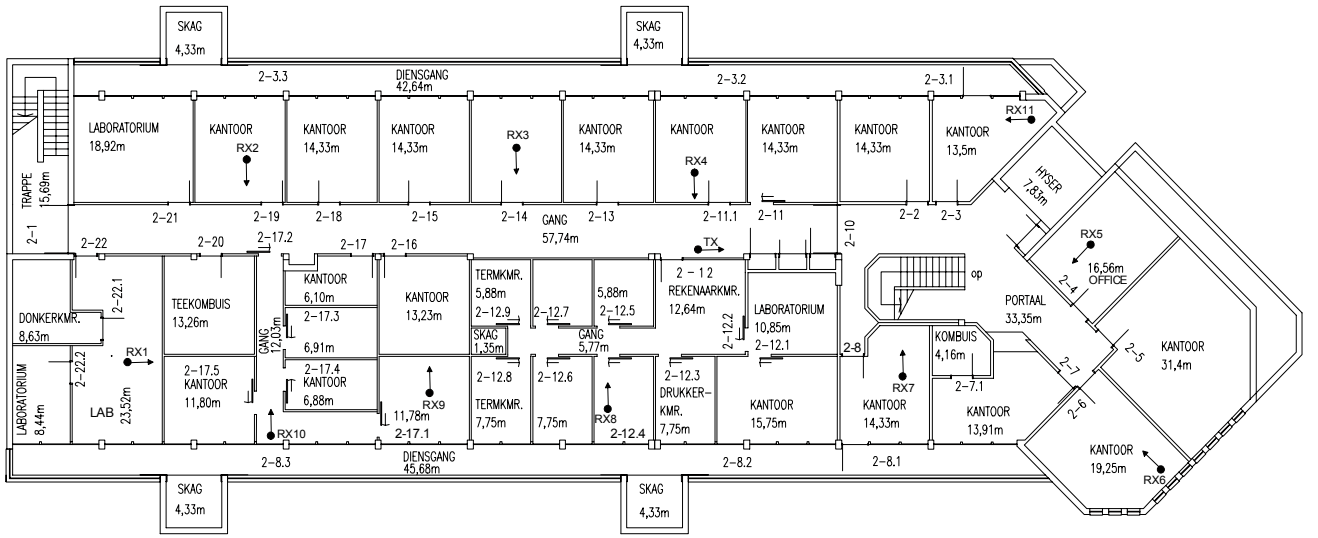 SKAG
4,33m
SKAG
4,33m
2-3.3
DIENSGANG
42,64m
2-3.2
2-3.1
LABORATORIUM
18,92m
KANTOOR
RX2
KANTOOR
14,33m
KANTOOR
14,33m
RX3
KANTOOR
14,33m
KANTOOR
RX4
KANTOOR
14,33m
KANTOOR
14,33m
KANTOOR
13,5m
RX11
HYSER
7,83m
TRAPPE
15,69m
2-1
2-21
2-19
2-18
2-15
2-14
2-13
2-11.1
2-11
2-10
2-2
2-3
GANG
57,74m
TX
2-22
2-20
2-17.2
2-17
2-16
2-12
RX5
16,56m
OFFICE
2-4
DONKERKMR.
8,63m
2-22.1
TEEKOMBUIS
13,26m
GANG
12,03m
KANTOOR
6,10m
2-17.3
6,91m
KANTOOR
13,23m
TERMKMR.
5,88m
2-12.9
2-12.7
5,88m
2-12.5
REKENAARKMR.
12,64m
2-12.2
LABORATORIUM
10,85m
2-12.1
op
PORTAAL
33,35m
SKAG
1,35m
GANG
5,77m
2-8
KOMBUIS
4,16m
2-7.1
2-7
2-5
2-6
KANTOOR
31,4m
LABORATORIUM
8,44m
2-22.2
RX1
LAB
23,52m
2-17.5
KANTOOR
11,80m
2-17.4
KANTOOR
6,88m
RX10
RX9
11,78m
2-17.1
2-12.8
TERMKMR.
7,75m
2-12.6
7,75m
RX8
2-12.4
2-12.3
DRUKKER-
KMR.
7,75m
KANTOOR
15,75m
RX7
KANTOOR
14,33m
KANTOOR
13,91m
KANTOOR
19,25m
RX6
2-8.3
DIENSGANG
45,68m
2-8.2
2-8.1
SKAG
4,33m
SKAG
4,33m